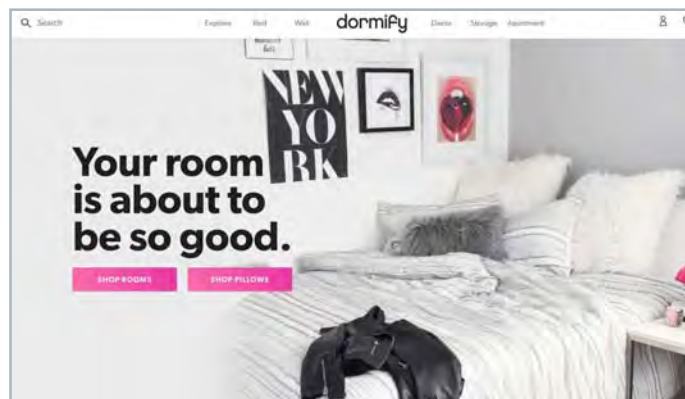 Search
Explore Bed Wall dormify Decor Storage Apartment
NEW
YO
RK
Your room
is about to
be so good.
SHOP ROOMS SHOP PILLOWS